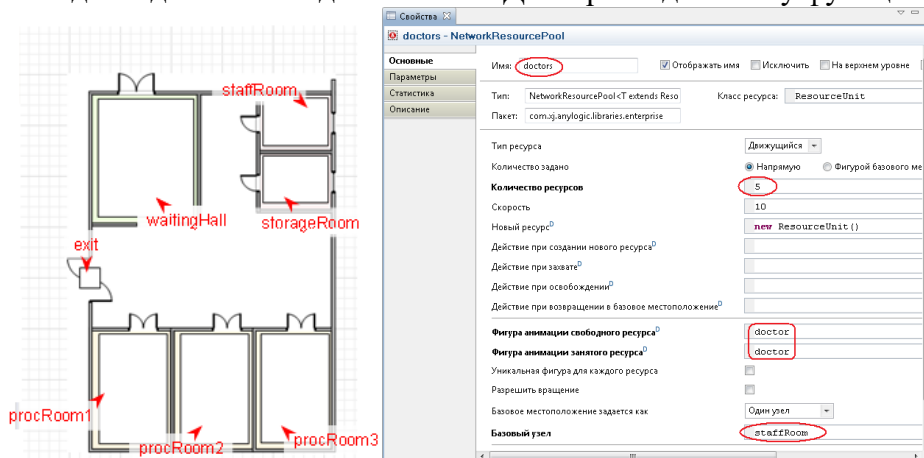 staffRoom
waitingHall
storageRoom
exit
procRoom1
procRoom2
procRoom3
Свойства
doctors - NetworkResourcePool
Основные
Параметры
Статистика
Описание
Имя: doctors Отображать имя Исключить На верхнем уровне
Тип: NetworkResourcePool<T extends Reso Класс ресурса: ResourceUnit
Пакет: com.xj.anylogic.libraries.enterprise
Тип ресурса Движущийся
Количество задано Напрямую Фигурой базового ме
Количество ресурсов 5
Скорость 10
Новый ресурс D new ResourceUnit()
Действие при создании нового ресурса D
Действие при захвате D
Действие при освобождении D
Действие при возвращении в базовое местоположение D
Фигура анимации свободного ресурса D doctor
Фигура анимации занятого ресурса D doctor
Уникальная фигура для каждого ресурса
Разрешить вращение
Базовое местоположение задается как Один узел
Базовый узел staffRoom